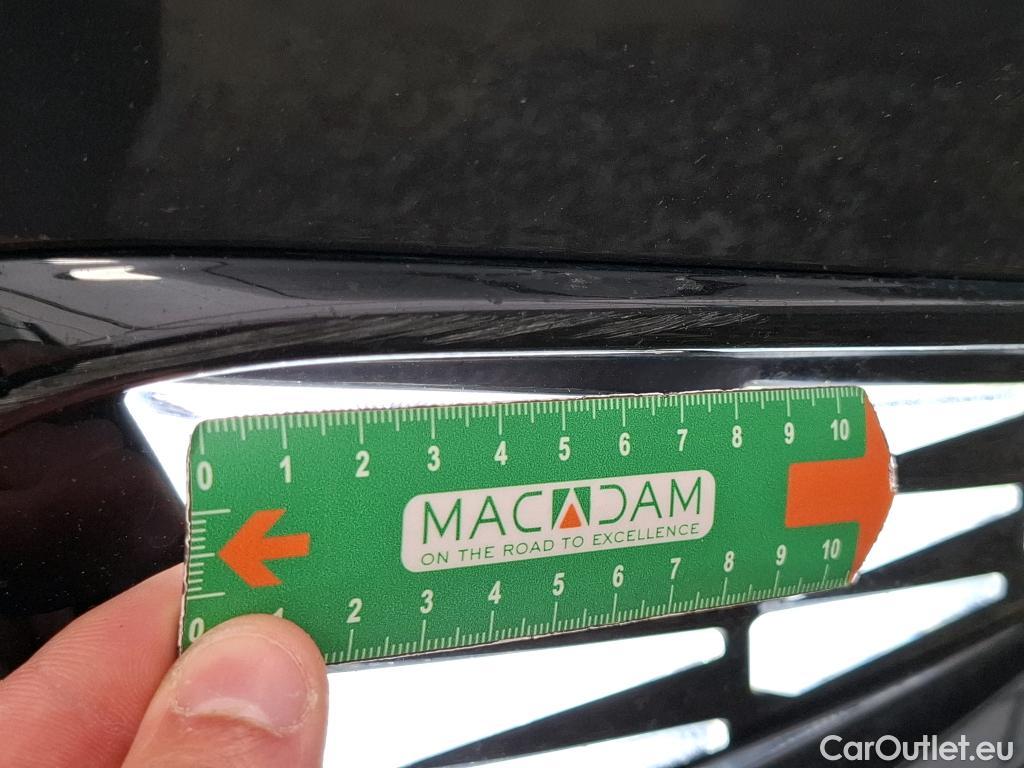 0 1 2 3 4 5 6 7 8 9 10
MACADAM
ON THE ROAD TO EXCELLENCE
0 1 2 3 4 5 6 7 8 9 10
CarOutlet.eu